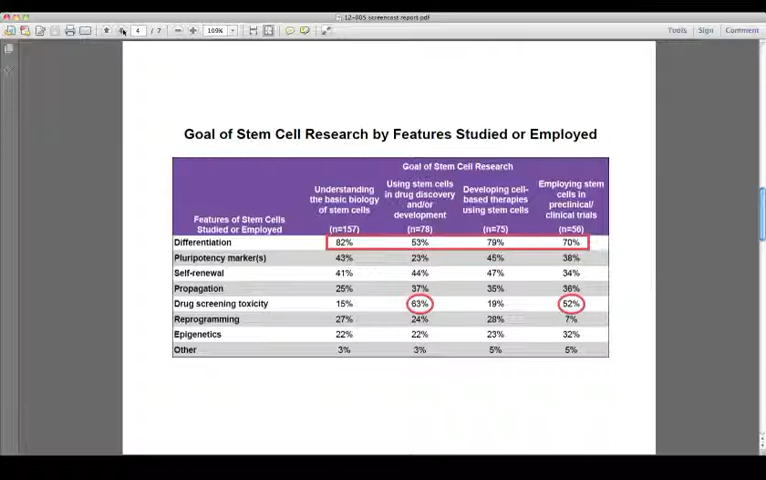 12-005 screencast report.pdf
4 / 7 109% Tools Sign Comment
Goal of Stem Cell Research by Features Studied or Employed
Goal of Stem Cell Research
Features of Stem Cells
Studied or Employed
Understanding
the basic biology
of stem cells
(n=157)
Using stem cells
in drug discovery
and/or
development
(n=78)
Developing cell-
based therapies
using stem cells
(n=75)
Employing stem
cells in
preclinical/
clinical trials
(n=56)
Differentiation 82% 53% 79% 70%
Pluripotency marker(s) 43% 23% 45% 38%
Self-renewal 41% 44% 47% 34%
Propagation 25% 37% 35% 36%
Drug screening toxicity 15% 63% 19% 52%
Reprogramming 27% 24% 28% 7%
Epigenetics 22% 22% 22% 32%
Other 3% 3% 5% 5%